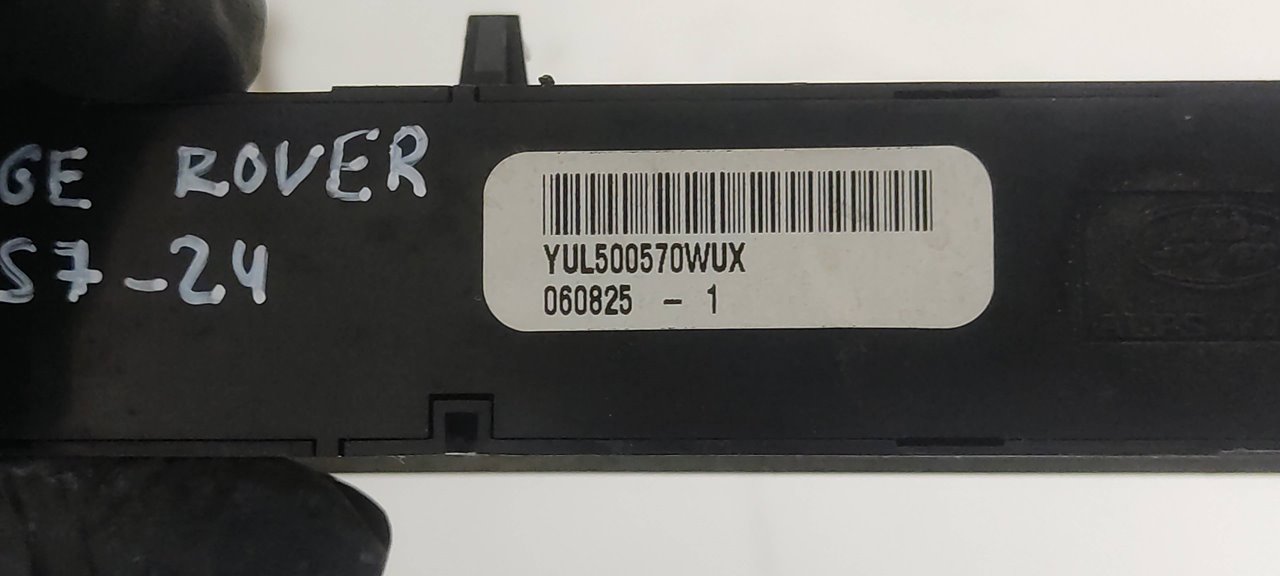 GE ROVER
S7-24
YUL500570WUX
060825 - 1